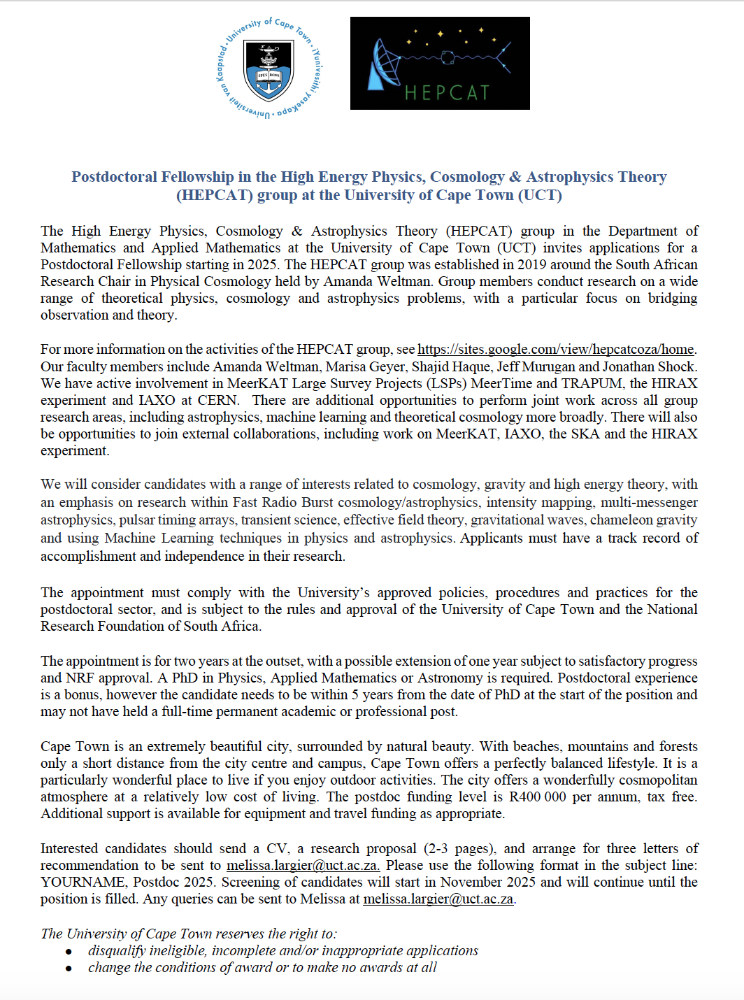 University of Cape Town · iYunivesithi yaseKapa · Universiteit van Kaapstad ·
SPES BONA
HEPCAT
Postdoctoral Fellowship in the High Energy Physics, Cosmology & Astrophysics Theory
(HEPCAT) group at the University of Cape Town (UCT)
The High Energy Physics, Cosmology & Astrophysics Theory (HEPCAT) group in the Department of
Mathematics and Applied Mathematics at the University of Cape Town (UCT) invites applications for a
Postdoctoral Fellowship starting in 2025. The HEPCAT group was established in 2019 around the South African
Research Chair in Physical Cosmology held by Amanda Weltman. Group members conduct research on a wide
range of theoretical physics, cosmology and astrophysics problems, with a particular focus on bridging
observation and theory.
For more information on the activities of the HEPCAT group, see https://sites.google.com/view/hepcatcoza/home.
Our faculty members include Amanda Weltman, Marisa Geyer, Shajid Haque, Jeff Murugan and Jonathan Shock.
We have active involvement in MeerKAT Large Survey Projects (LSPs) MeerTime and TRAPUM, the HIRAX
experiment and IAXO at CERN. There are additional opportunities to perform joint work across all group
research areas, including astrophysics, machine learning and theoretical cosmology more broadly. There will also
be opportunities to join external collaborations, including work on MeerKAT, IAXO, the SKA and the HIRAX
experiment.
We will consider candidates with a range of interests related to cosmology, gravity and high energy theory, with
an emphasis on research within Fast Radio Burst cosmology/astrophysics, intensity mapping, multi-messenger
astrophysics, pulsar timing arrays, transient science, effective field theory, gravitational waves, chameleon gravity
and using Machine Learning techniques in physics and astrophysics. Applicants must have a track record of
accomplishment and independence in their research.
The appointment must comply with the University’s approved policies, procedures and practices for the
postdoctoral sector, and is subject to the rules and approval of the University of Cape Town and the National
Research Foundation of South Africa.
The appointment is for two years at the outset, with a possible extension of one year subject to satisfactory progress
and NRF approval. A PhD in Physics, Applied Mathematics or Astronomy is required. Postdoctoral experience
is a bonus, however the candidate needs to be within 5 years from the date of PhD at the start of the position and
may not have held a full-time permanent academic or professional post.
Cape Town is an extremely beautiful city, surrounded by natural beauty. With beaches, mountains and forests
only a short distance from the city centre and campus, Cape Town offers a perfectly balanced lifestyle. It is a
particularly wonderful place to live if you enjoy outdoor activities. The city offers a wonderfully cosmopolitan
atmosphere at a relatively low cost of living. The postdoc funding level is R400 000 per annum, tax free.
Additional support is available for equipment and travel funding as appropriate.
Interested candidates should send a CV, a research proposal (2-3 pages), and arrange for three letters of
recommendation to be sent to melissa.largier@uct.ac.za. Please use the following format in the subject line:
YOURNAME, Postdoc 2025. Screening of candidates will start in November 2025 and will continue until the
position is filled. Any queries can be sent to Melissa at melissa.largier@uct.ac.za.
The University of Cape Town reserves the right to:
● disqualify ineligible, incomplete and/or inappropriate applications
● change the conditions of award or to make no awards at all